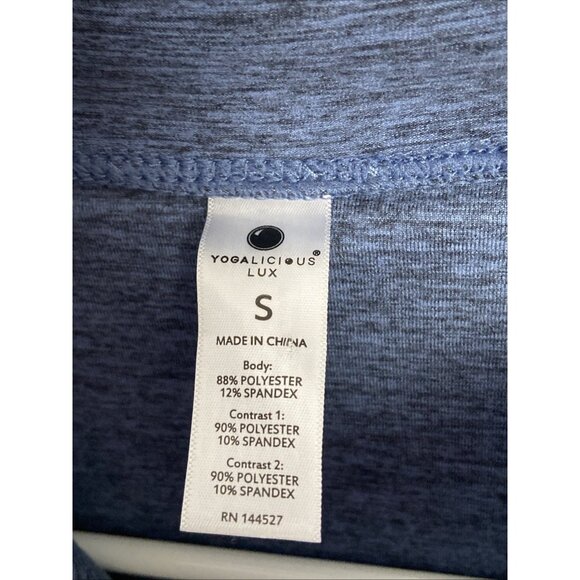 YOGALICIOUS®
LUX
S
MADE IN CHINA
Body:
88% POLYESTER
12% SPANDEX
Contrast 1:
90% POLYESTER
10% SPANDEX
Contrast 2:
90% POLYESTER
10% SPANDEX
RN 144527